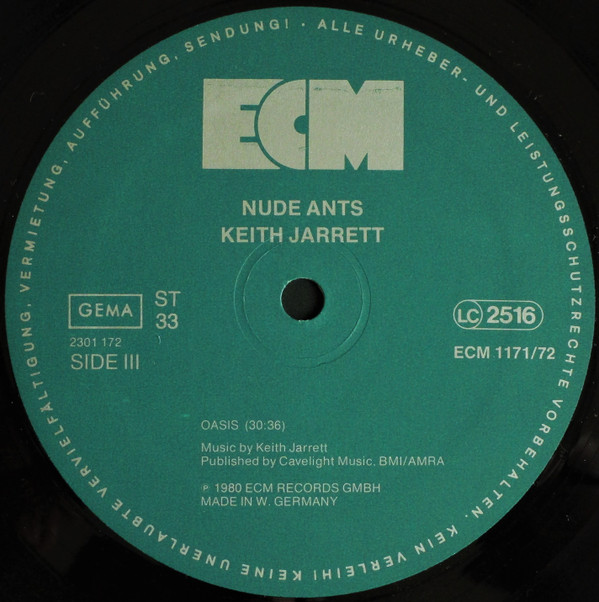 ALLE URHEBER- UND LEISTUNGSSCHUTZRECHTE VORBEHALTEN. KEIN VERLEIH! KEINE UNERLAUBTE VERVIELFÄLTIGUNG, VERMIETUNG, AUFFÜHRUNG, SENDUNG! ·
ECM
NUDE ANTS
KEITH JARRETT
GEMA
ST
33
LC 2516
2301 172
SIDE III
ECM 1171/72
OASIS (30:36)
Music by Keith Jarrett
Published by Cavelight Music, BMI/AMRA
℗ 1980 ECM RECORDS GMBH
MADE IN W. GERMANY